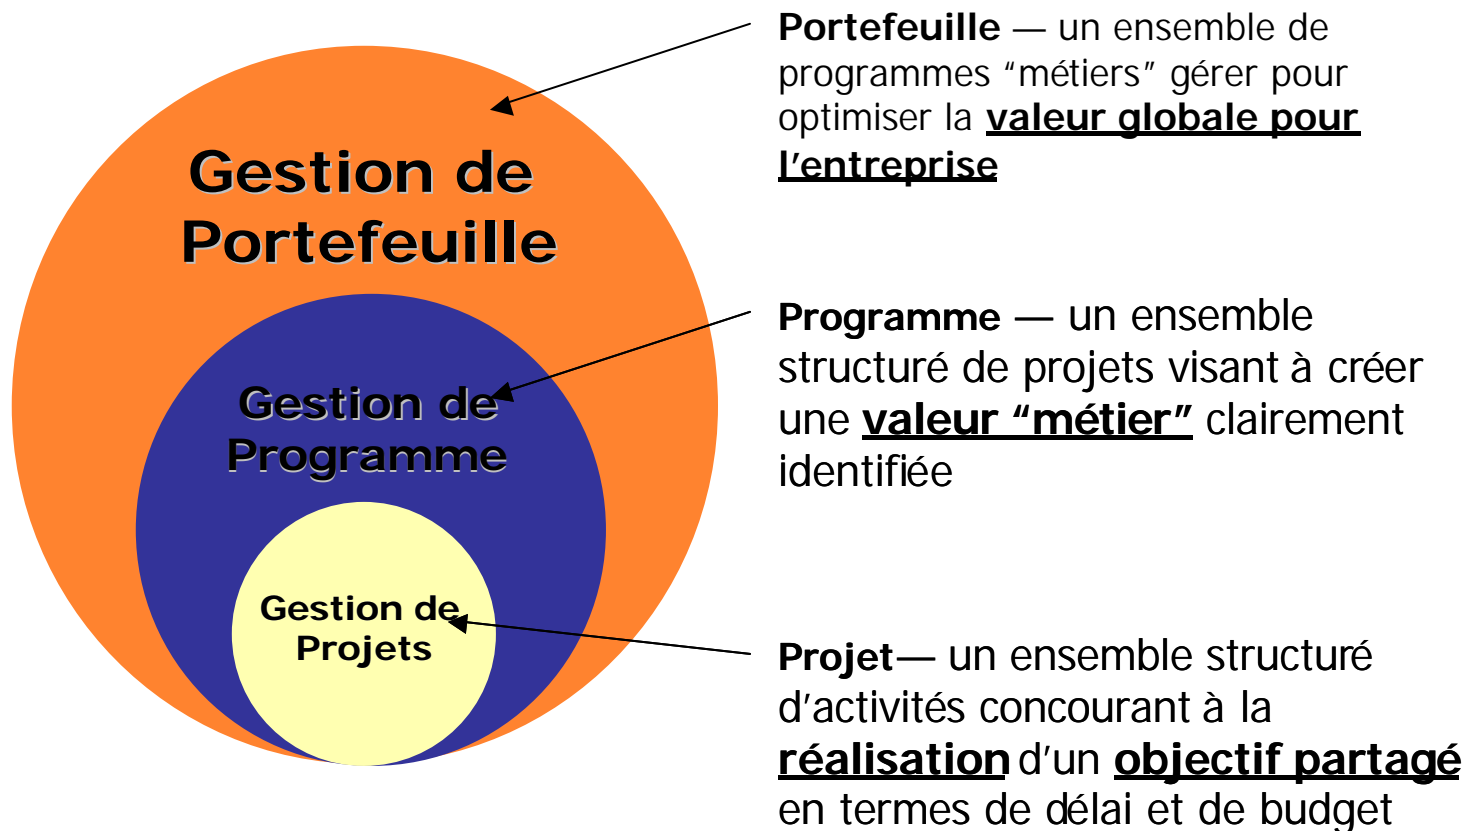 Gestion de
Portefeuille
Gestion de
Programme
Gestion de
Projets
Portefeuille — un ensemble de
programmes “métiers” gérer pour
optimiser la valeur globale pour
l’entreprise
Programme — un ensemble
structuré de projets visant à créer
une valeur “métier” clairement
identifiée
Projet— un ensemble structuré
d’activités concourant à la
réalisation d’un objectif partagé
en termes de délai et de budget